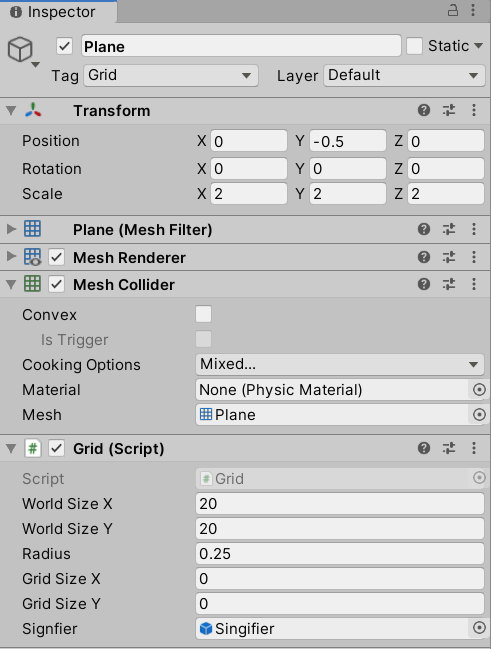 Inspector
Plane Static
Tag Grid Layer Default
Transform
Position X 0 Y -0.5 Z 0
Rotation X 0 Y 0 Z 0
Scale X 2 Y 2 Z 2
Plane (Mesh Filter)
Mesh Renderer
Mesh Collider
Convex
Is Trigger
Cooking Options Mixed...
Material None (Physic Material)
Mesh Plane
# Grid (Script)
Script # Grid
World Size X 20
World Size Y 20
Radius 0.25
Grid Size X 0
Grid Size Y 0
Signfier Singifier